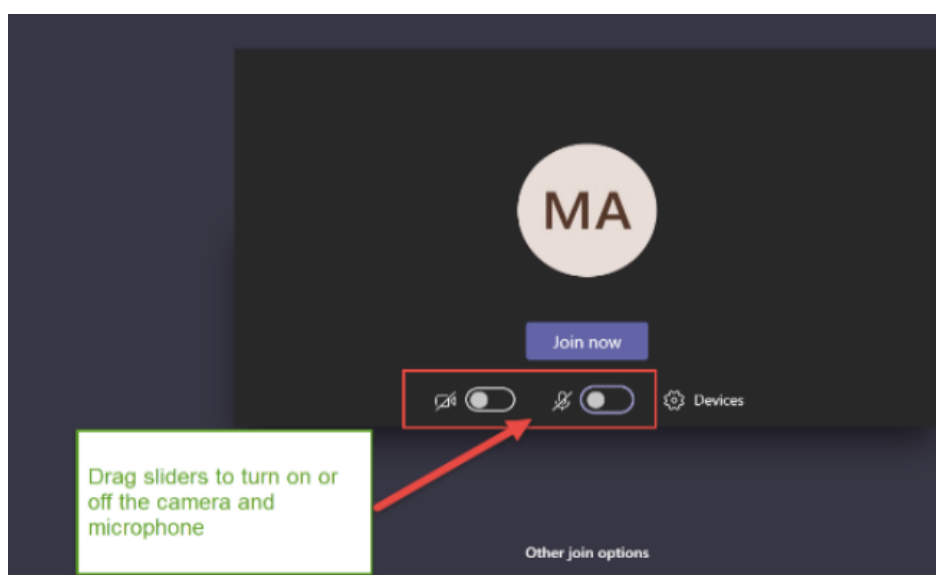 MA
Join now
Devices
Drag sliders to turn on or
off the camera and
microphone
Other join options